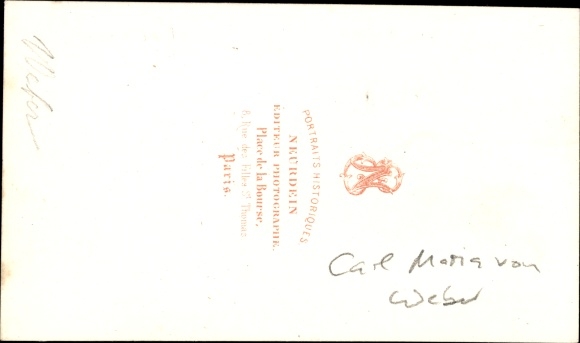 Weber
PORTRAITS HISTORIQUES
NEURDEIN
EDITEUR PHOTOGRAPHE.
Place de la Bourse.
8, Rue des Filles St Thomas
Paris.
Carl Maria von
Weber